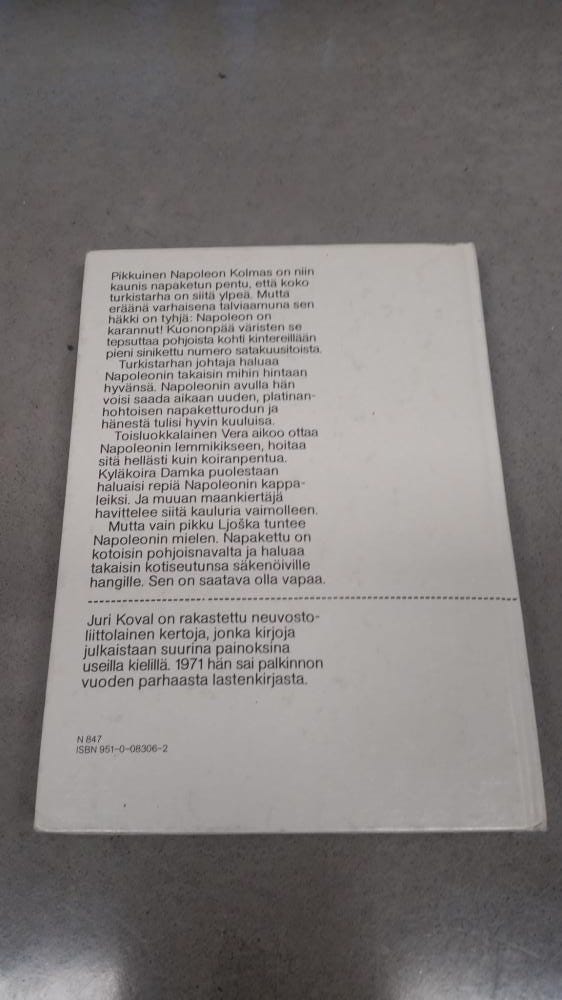 Pikkuinen Napoleon Kolmas on niin
kaunis napaketun pentu, että koko
turkistarha on siitä ylpeä. Mutta
eräänä varhaisena talviaamuna sen
häkki on tyhjä: Napoleon on
karannut! Kuononpää väristen se
tepsuttaa pohjoista kohti kintereillään
pieni sinikettu numero satakuusitoista.
Turkistarhan johtaja haluaa
Napoleonin takaisin mihin hintaan
hyvänsä. Napoleonin avulla hän
voisi saada aikaan uuden, platinan-
hohtoisen napaketturodun ja
hänestä tulisi hyvin kuuluisa.
Toisluokkalainen Vera aikoo ottaa
Napoleonin lemmikikseen, hoitaa
sitä hellästi kuin koiranpentua.
Kyläkoira Damka puolestaan
haluaisi repiä Napoleonin kappa-
leiksi. Ja muuan maankiertäjä
havittelee siitä kauluria vaimolleen.
Mutta vain pikku Ljoška tuntee
Napoleonin mielen. Napakettu on
kotoisin pohjoisnavalta ja haluaa
takaisin kotiseutunsa säkenöiville
hangille. Sen on saatava olla vapaa.
Juri Koval on rakastettu neuvosto-
liittolainen kertoja, jonka kirjoja
julkaistaan suurina painoksina
useilla kielillä. 1971 hän sai palkinnon
vuoden parhaasta lastenkirjasta.
N 847
ISBN 951-0-08306-2